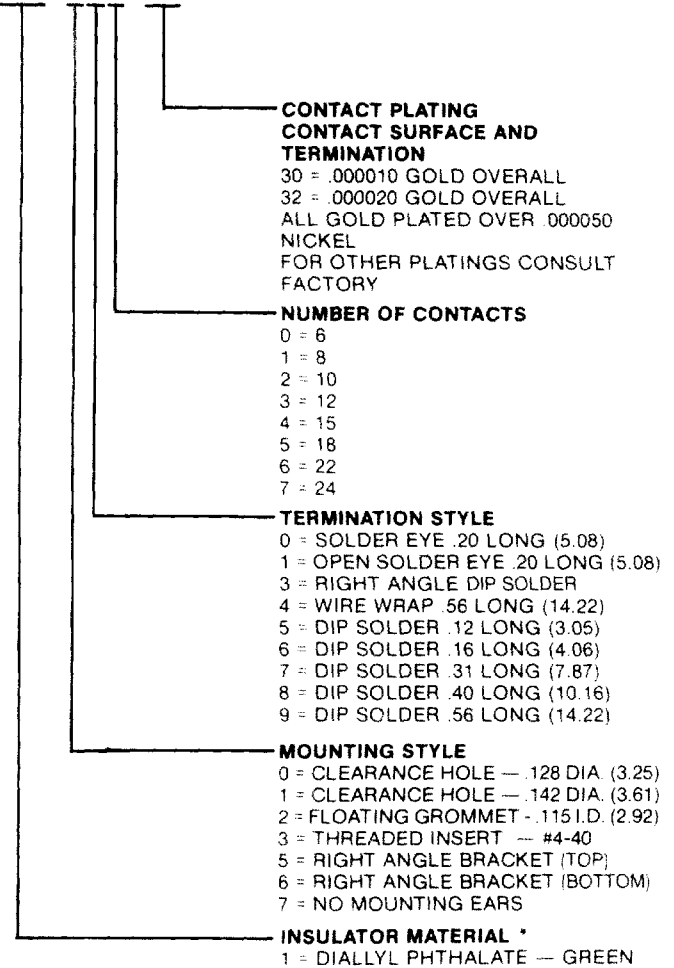 CONTACT PLATING
CONTACT SURFACE AND
TERMINATION
30 = .000010 GOLD OVERALL
32 = .000020 GOLD OVERALL
ALL GOLD PLATED OVER .000050
NICKEL
FOR OTHER PLATINGS CONSULT
FACTORY
NUMBER OF CONTACTS
0 = 6
1 = 8
2 = 10
3 = 12
4 = 15
5 = 18
6 = 22
7 = 24
TERMINATION STYLE
0 = SOLDER EYE .20 LONG (5.08)
1 = OPEN SOLDER EYE .20 LONG (5.08)
3 = RIGHT ANGLE DIP SOLDER
4 = WIRE WRAP .56 LONG (14.22)
5 = DIP SOLDER .12 LONG (3.05)
6 = DIP SOLDER .16 LONG (4.06)
7 = DIP SOLDER .31 LONG (7.87)
8 = DIP SOLDER .40 LONG (10.16)
9 = DIP SOLDER .56 LONG (14.22)
MOUNTING STYLE
0 = CLEARANCE HOLE — .128 DIA. (3.25)
1 = CLEARANCE HOLE — .142 DIA. (3.61)
2 = FLOATING GROMMET - .115 I.D. (2.92)
3 = THREADED INSERT — #4-40
5 = RIGHT ANGLE BRACKET (TOP)
6 = RIGHT ANGLE BRACKET (BOTTOM)
7 = NO MOUNTING EARS
INSULATOR MATERIAL *
1 = DIALLYL PHTHALATE — GREEN